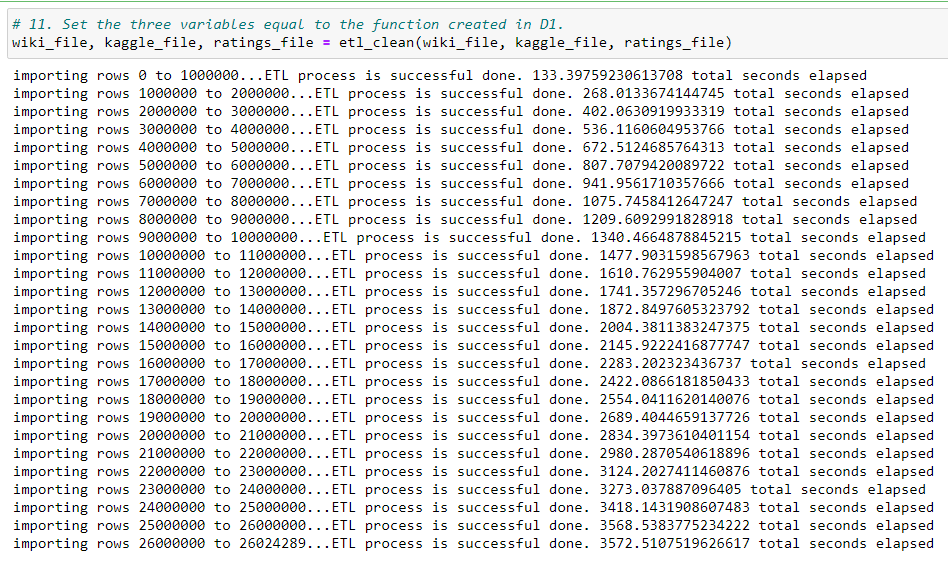 # 11. Set the three variables equal to the function created in D1.
wiki_file, kaggle_file, ratings_file = etl_clean(wiki_file, kaggle_file, ratings_file)
importing rows 0 to 1000000...ETL process is successful done. 133.39759230613708 total seconds elapsed
importing rows 1000000 to 2000000...ETL process is successful done. 268.0133674144745 total seconds elapsed
importing rows 2000000 to 3000000...ETL process is successful done. 402.0630919933319 total seconds elapsed
importing rows 3000000 to 4000000...ETL process is successful done. 536.1160604953766 total seconds elapsed
importing rows 4000000 to 5000000...ETL process is successful done. 672.5124685764313 total seconds elapsed
importing rows 5000000 to 6000000...ETL process is successful done. 807.7079420089722 total seconds elapsed
importing rows 6000000 to 7000000...ETL process is successful done. 941.9561710357666 total seconds elapsed
importing rows 7000000 to 8000000...ETL process is successful done. 1075.7458412647247 total seconds elapsed
importing rows 8000000 to 9000000...ETL process is successful done. 1209.6092991828918 total seconds elapsed
importing rows 9000000 to 10000000...ETL process is successful done. 1340.4664878845215 total seconds elapsed
importing rows 10000000 to 11000000...ETL process is successful done. 1477.9031598567963 total seconds elapsed
importing rows 11000000 to 12000000...ETL process is successful done. 1610.762955904007 total seconds elapsed
importing rows 12000000 to 13000000...ETL process is successful done. 1741.357296705246 total seconds elapsed
importing rows 13000000 to 14000000...ETL process is successful done. 1872.8497605323792 total seconds elapsed
importing rows 14000000 to 15000000...ETL process is successful done. 2004.3811383247375 total seconds elapsed
importing rows 15000000 to 16000000...ETL process is successful done. 2145.9222416877747 total seconds elapsed
importing rows 16000000 to 17000000...ETL process is successful done. 2283.202323436737 total seconds elapsed
importing rows 17000000 to 18000000...ETL process is successful done. 2422.0866181850433 total seconds elapsed
importing rows 18000000 to 19000000...ETL process is successful done. 2554.0411620140076 total seconds elapsed
importing rows 19000000 to 20000000...ETL process is successful done. 2689.4044659137726 total seconds elapsed
importing rows 20000000 to 21000000...ETL process is successful done. 2834.3973610401154 total seconds elapsed
importing rows 21000000 to 22000000...ETL process is successful done. 2980.2870540618896 total seconds elapsed
importing rows 22000000 to 23000000...ETL process is successful done. 3124.2027411460876 total seconds elapsed
importing rows 23000000 to 24000000...ETL process is successful done. 3273.037887096405 total seconds elapsed
importing rows 24000000 to 25000000...ETL process is successful done. 3418.1431908607483 total seconds elapsed
importing rows 25000000 to 26000000...ETL process is successful done. 3568.5383775234222 total seconds elapsed
importing rows 26000000 to 26024289...ETL process is successful done. 3572.5107519626617 total seconds elapsed